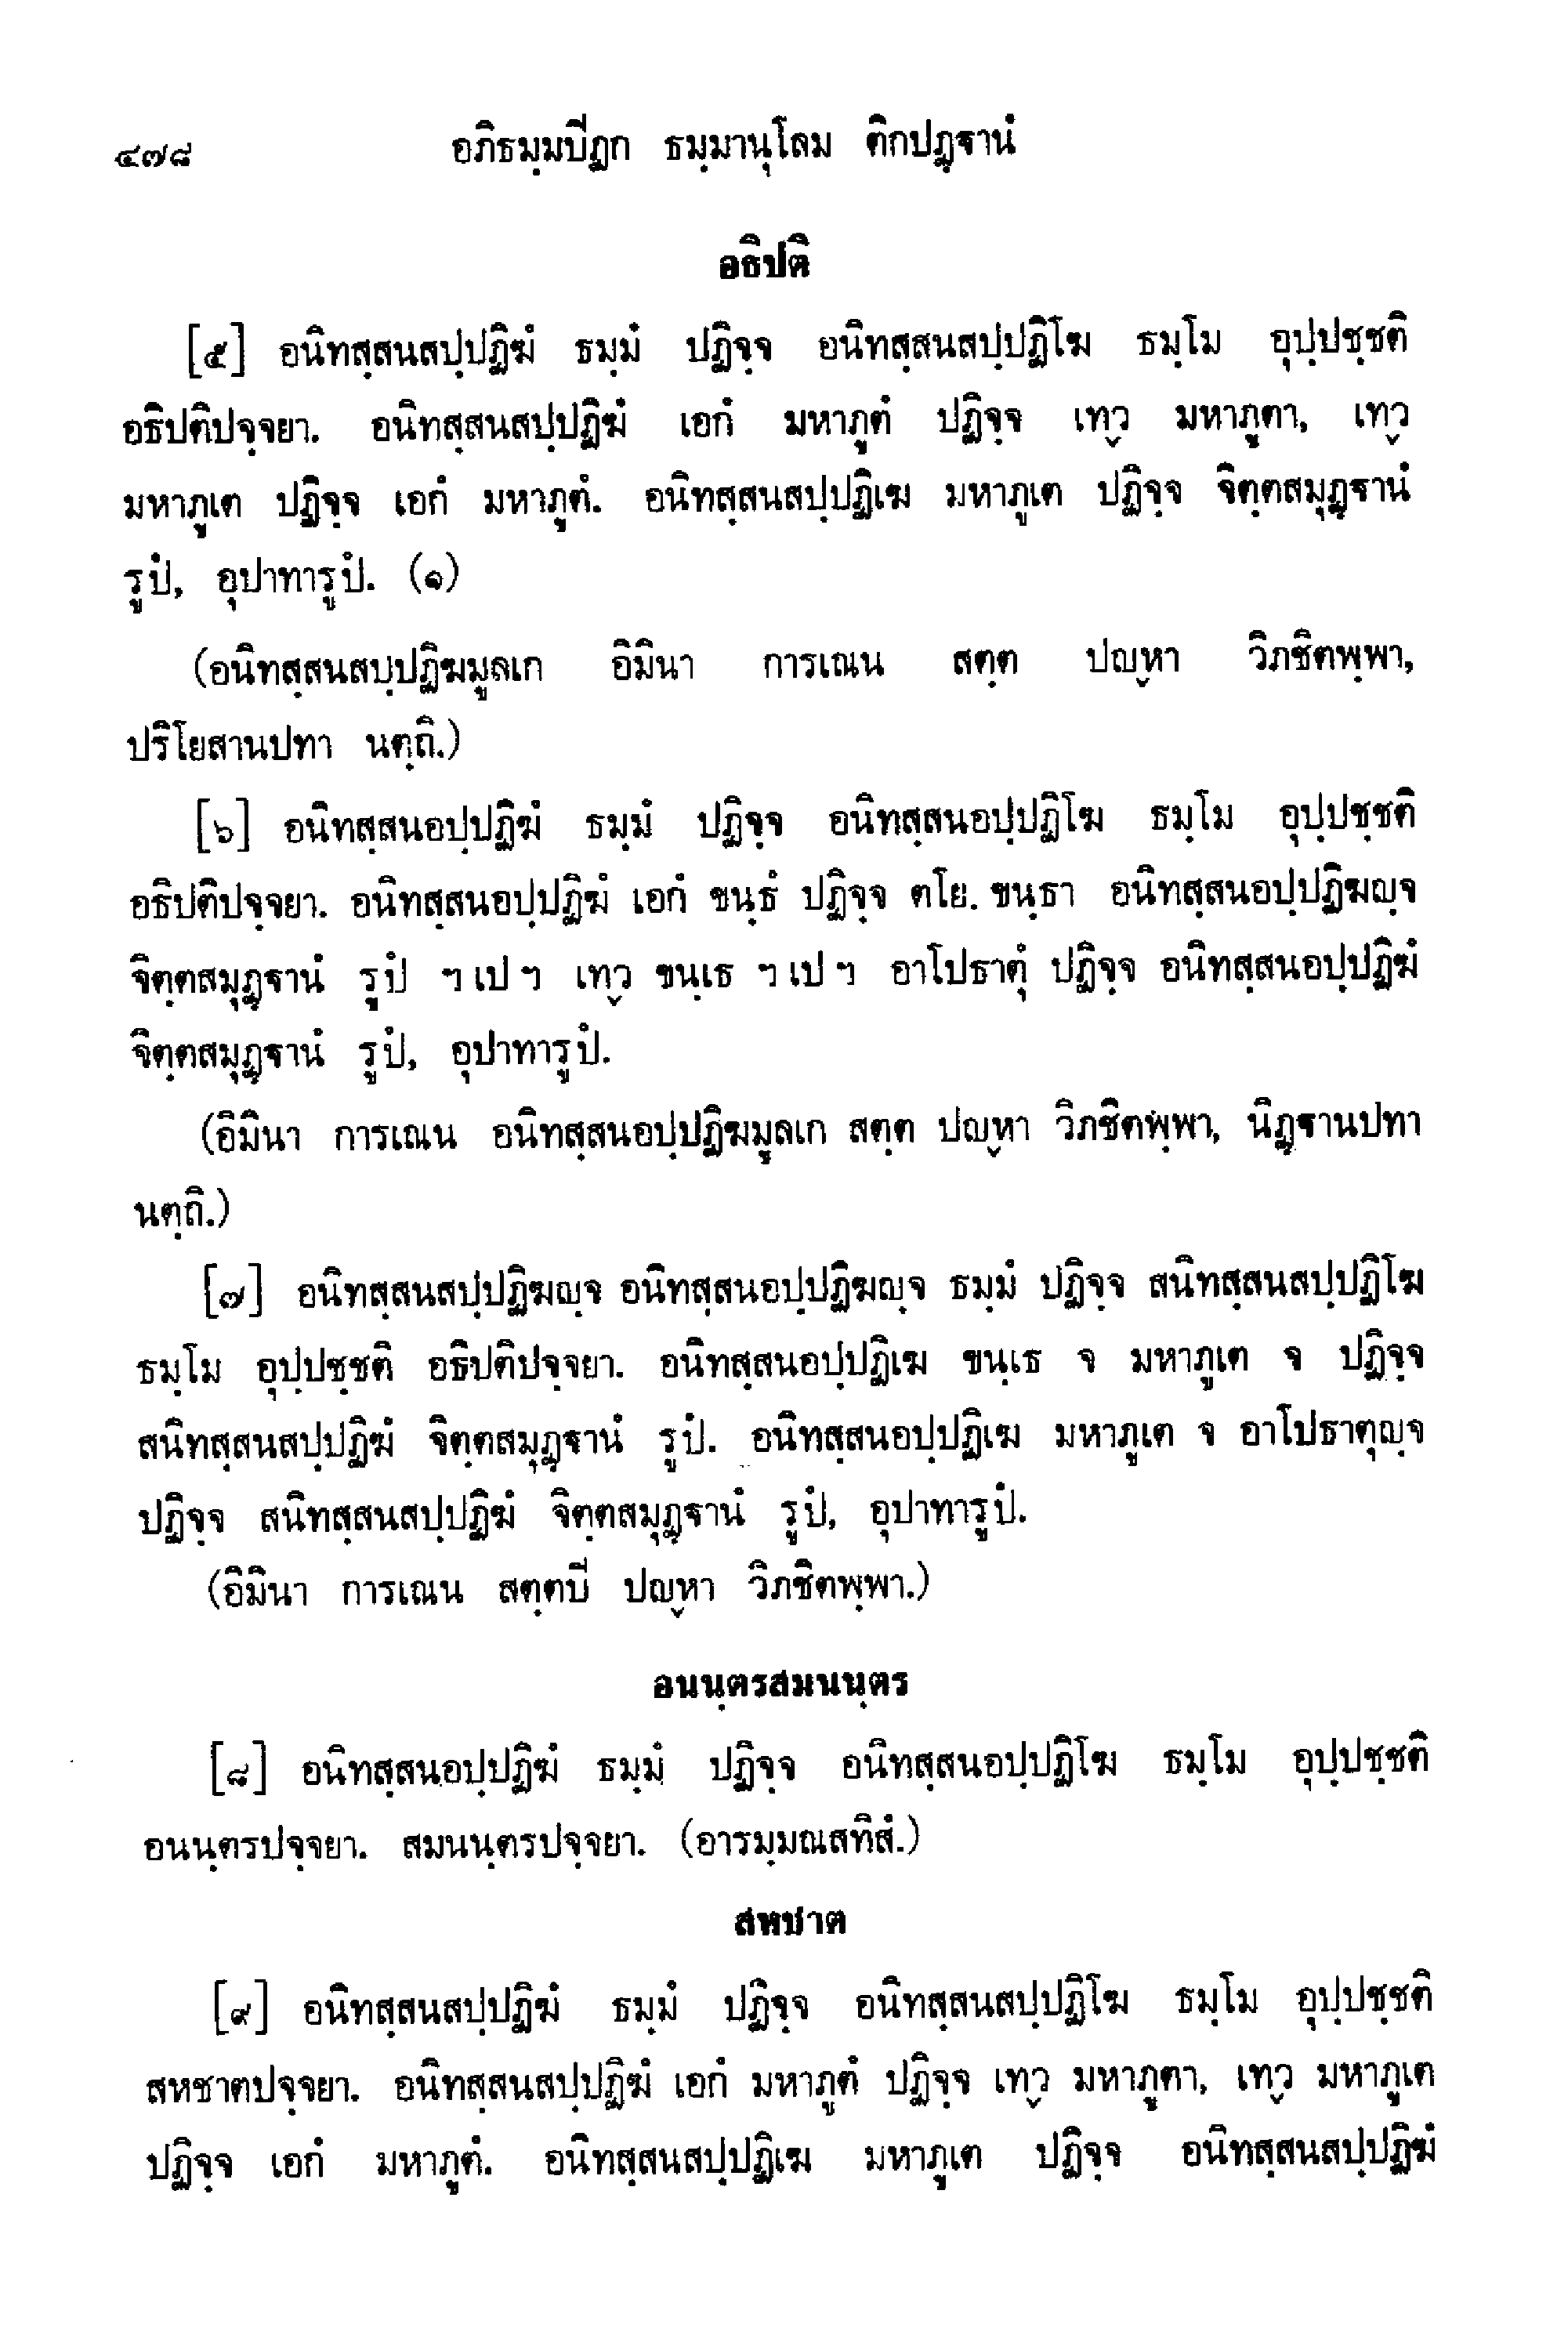 ๔๗๘ อภิธมฺมปิฏก ธมฺมานุโลม ติกปฏฺฐานํ
อธิปติ
[๕] อนิทสฺสนสปฺปฏิฆํ ธมฺมํ ปฏิจฺจ อนิทสฺสนสปฺปฏิโฆ ธมฺโม อุปฺปชฺชติ
อธิปติปจฺจยา. อนิทสฺสนสปฺปฏิฆํ เอกํ มหาภูตํ ปฏิจฺจ เทฺว มหาภูตา, เทฺว
มหาภูเต ปฏิจฺจ เอกํ มหาภูตํ. อนิทสฺสนสปฺปฏิเฆ มหาภูเต ปฏิจฺจ จิตฺตสมุฏฺฐานํ
รูปํ, อุปาทารูปํ. (๑)
(อนิทสฺสนสปฺปฏิฆมูลเก อิมินา การเณน สตฺต ปญฺหา วิภชิตพฺพา,
ปริโยสานปทา นตฺถิ.)
[๖] อนิทสฺสนอปฺปฏิฆํ ธมฺมํ ปฏิจฺจ อนิทสฺสนอปฺปฏิโฆ ธมฺโม อุปฺปชฺชติ
อธิปติปจฺจยา. อนิทสฺสนอปฺปฏิฆํ เอกํ ขนฺธํ ปฏิจฺจ ตโย. ขนฺธา อนิทสฺสนอปฺปฏิฆญฺจ
จิตฺตสมุฏฺฐานํ รูปํ ฯ เป ฯ เทฺว ขนฺเธ ฯ เป ฯ อาโปธาตุํ ปฏิจฺจ อนิทสฺสนอปฺปฏิฆํ
จิตฺตสมุฏฺฐานํ รูปํ, อุปาทารูปํ.
(อิมินา การเณน อนิทสฺสนอปฺปฏิฆมูลเก สตฺต ปญฺหา วิภชิตพฺพา, นิฏฺฐานปทา
นตฺถิ.)
[๗] อนิทสฺสนสปฺปฏิฆญฺจ อนิทสฺสนอปฺปฏิฆญฺจ ธมฺมํ ปฏิจฺจ สนิทสฺสนสปฺปฏิโฆ
ธมฺโม อุปฺปชฺชติ อธิปติปจฺจยา. อนิทสฺสนอปฺปฏิเฆ ขนฺเธ จ มหาภูเต จ ปฏิจฺจ
สนิทสฺสนสปฺปฏิฆํ จิตฺตสมุฏฺฐานํ รูปํ. อนิทสฺสนอปฺปฏิเฆ มหาภูเต จ อาโปธาตุญฺจ
ปฏิจฺจ สนิทสฺสนสปฺปฏิฆํ จิตฺตสมุฏฺฐานํ รูปํ, อุปาทารูปํ.
(อิมินา การเณน สตฺตปิ ปญฺหา วิภชิตพฺพา.)
อนนฺตรสมนนฺตร
[๘] อนิทสฺสนอปฺปฏิฆํ ธมฺมํ ปฏิจฺจ อนิทสฺสนอปฺปฏิโฆ ธมฺโม อุปฺปชฺชติ
อนนฺตรปจฺจยา. สมนนฺตรปจฺจยา. (อารมฺมณสทิสํ.)
สหชาต
[๙] อนิทสฺสนสปฺปฏิฆํ ธมฺมํ ปฏิจฺจ อนิทสฺสนสปฺปฏิโฆ ธมฺโม อุปฺปชฺชติ
สหชาตปจฺจยา. อนิทสฺสนสปฺปฏิฆํ เอกํ มหาภูตํ ปฏิจฺจ เทฺว มหาภูตา, เทฺว มหาภูเต
ปฏิจฺจ เอกํ มหาภูตํ. อนิทสฺสนสปฺปฏิเฆ มหาภูเต ปฏิจฺจ อนิทสฺสนสปฺปฏิฆํ